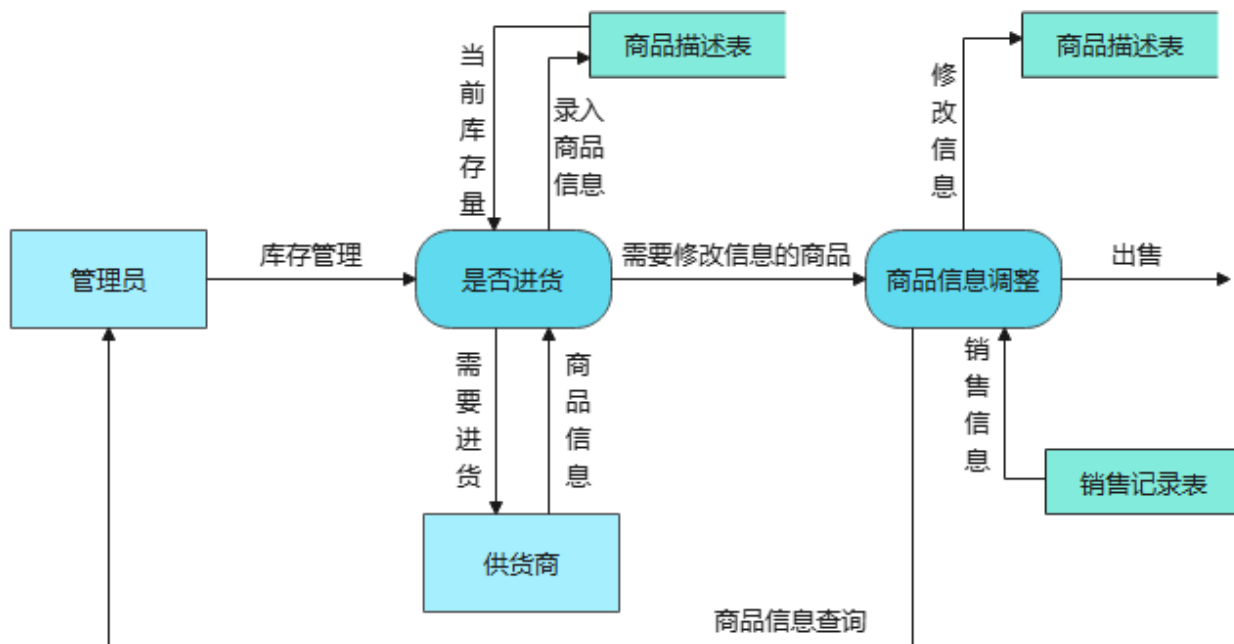 商品描述表
商品描述表
当前库存量
录入
商品
信息
修改信息
管理员
库存管理
是否进货
需要修改信息的商品
商品信息调整
出售
需要进货
商品信息
销售信息
销售记录表
供货商
商品信息查询